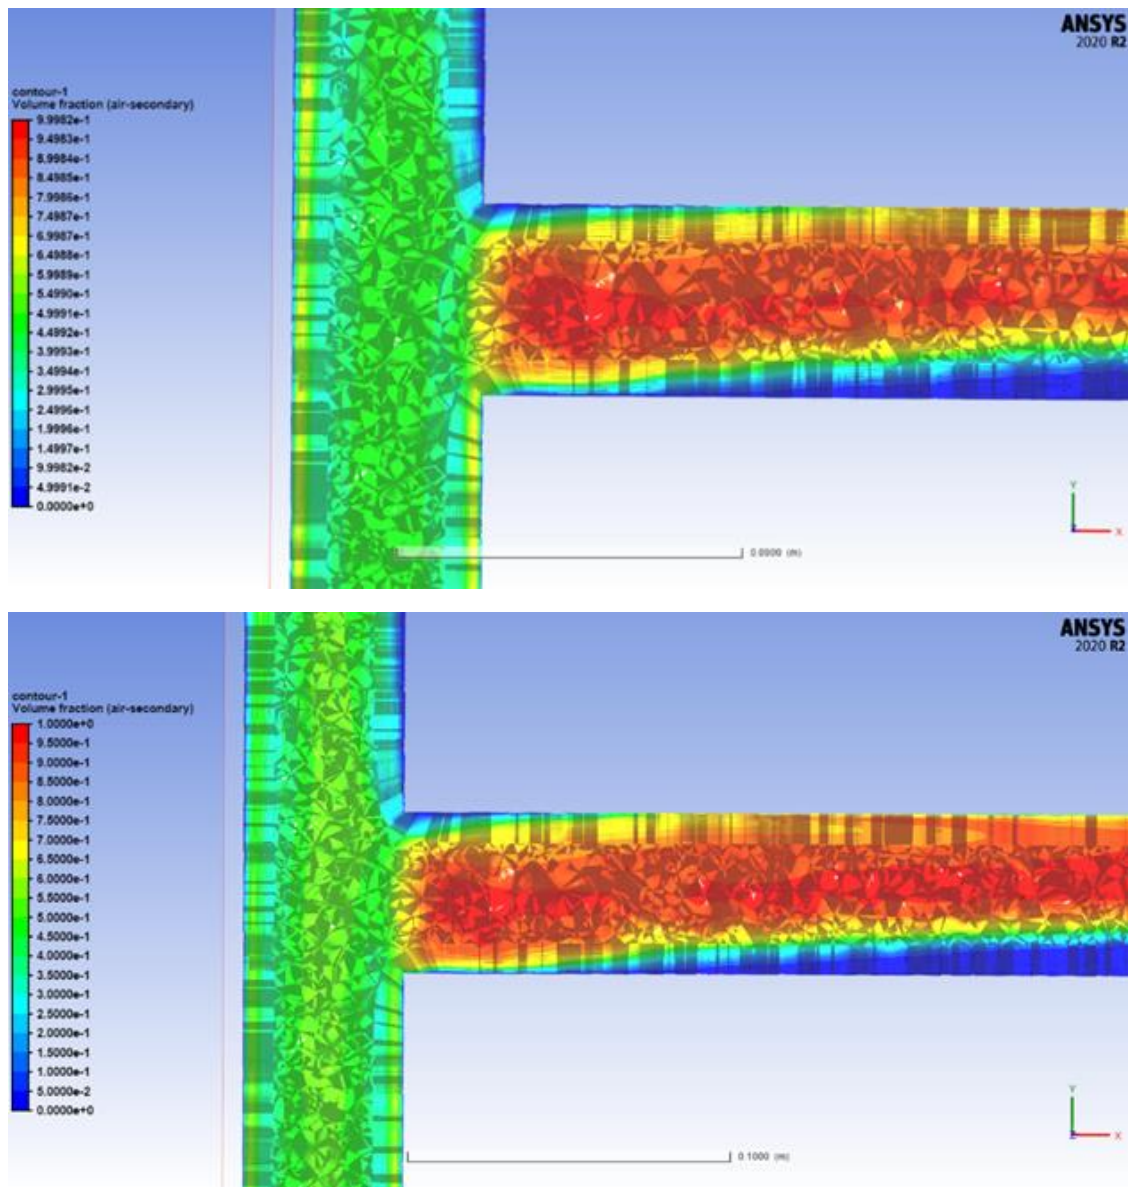 ANSYS
2020 R2
contour-1
Volume fraction (air-secondary)
9.9982e-1
9.4983e-1
8.9984e-1
8.4985e-1
7.9986e-1
7.4987e-1
6.9987e-1
6.4988e-1
5.9989e-1
5.4990e-1
4.9991e-1
4.4992e-1
3.9993e-1
3.4994e-1
2.9995e-1
2.4996e-1
1.9996e-1
1.4997e-1
9.9982e-2
4.9991e-2
0.0000e+0
Y
X
(m)
ANSYS
2020 R2
contour-1
Volume fraction (air-secondary)
1.0000e+0
9.5000e-1
9.0000e-1
8.5000e-1
8.0000e-1
7.5000e-1
7.0000e-1
6.5000e-1
6.0000e-1
5.5000e-1
5.0000e-1
4.5000e-1
4.0000e-1
3.5000e-1
3.0000e-1
2.5000e-1
2.0000e-1
1.5000e-1
1.0000e-1
5.0000e-2
0.0000e+0
Y
Z X
0.1000 (m)